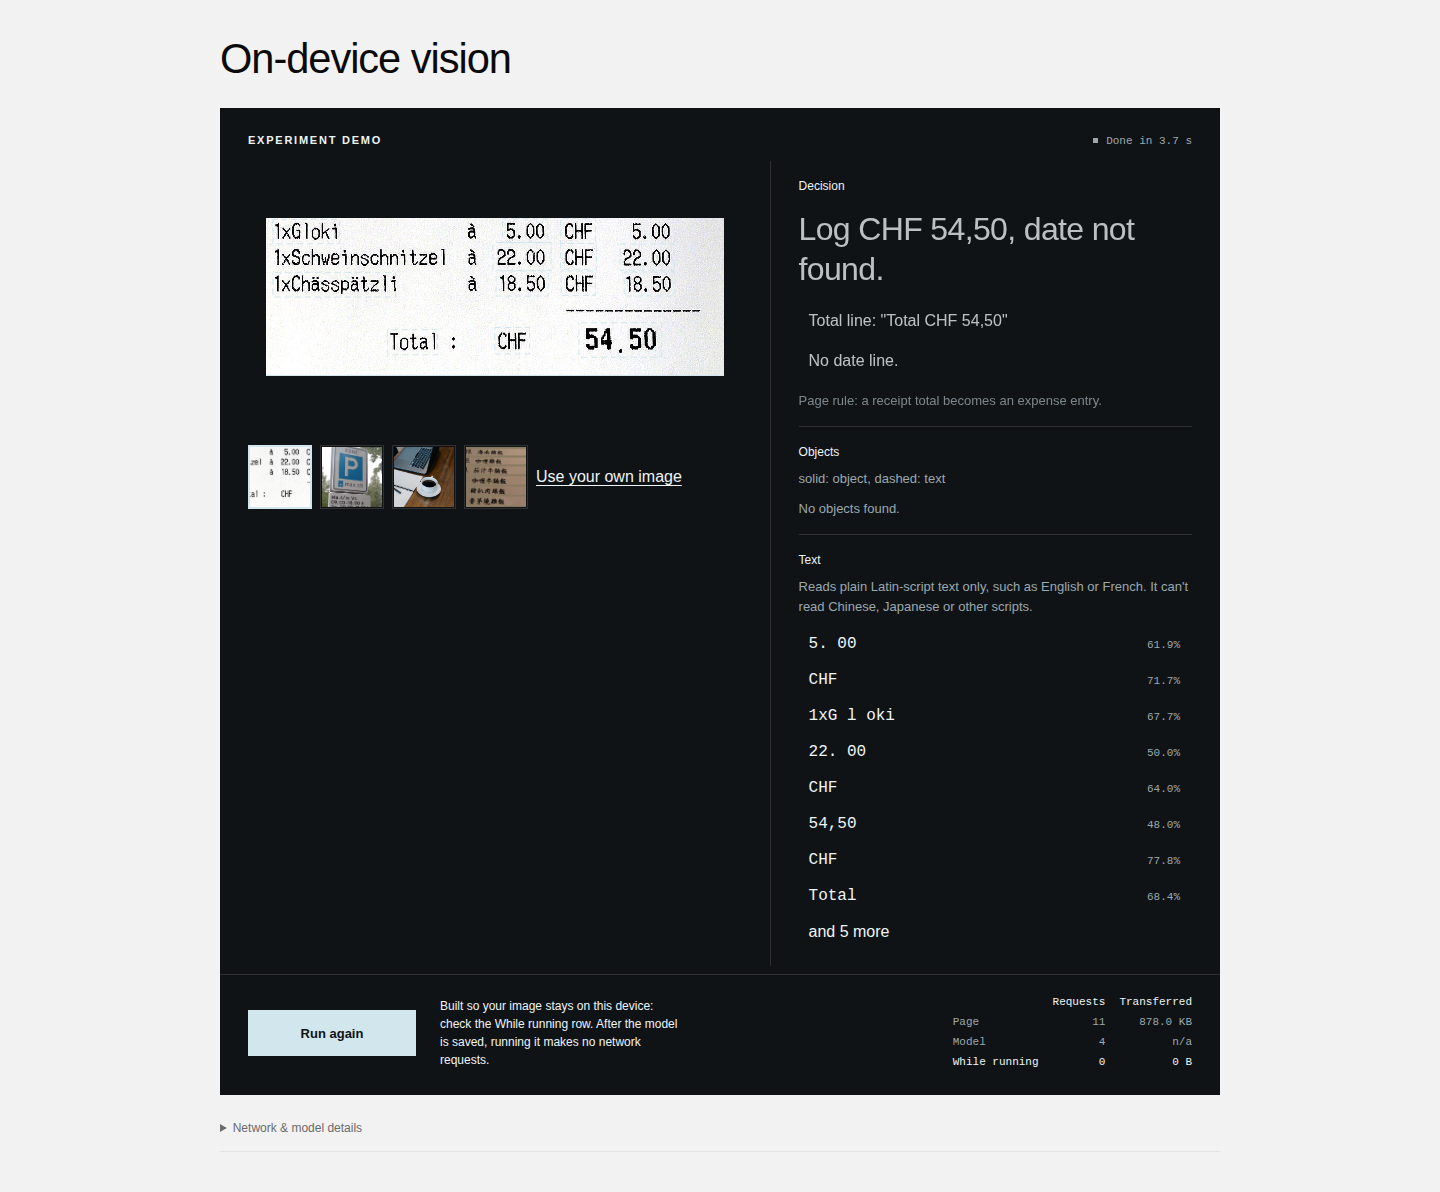 On-device vision
EXPERIMENT DEMO
Done in 3.7 s
1xGloki à 5.00 CHF 5.00
1xSchweinschnitzel à 22.00 CHF 22.00
1xChässpätzli à 18.50 CHF 18.50
--------------
Total : CHF 54.50
Use your own image
Decision
Log CHF 54,50, date not
found.
Total line: "Total CHF 54,50"
No date line.
Page rule: a receipt total becomes an expense entry.
Objects
solid: object, dashed: text
No objects found.
Text
Reads plain Latin-script text only, such as English or French. It can't
read Chinese, Japanese or other scripts.
5. 00 61.9%
CHF 71.7%
1xG l oki 67.7%
22. 00 50.0%
CHF 64.0%
54,50 48.0%
CHF 77.8%
Total 68.4%
and 5 more
Run again
Built so your image stays on this device:
check the While running row. After the model
is saved, running it makes no network
requests.
Requests Transferred
Page 11 878.0 KB
Model 4 n/a
While running 0 0 B
Network & model details